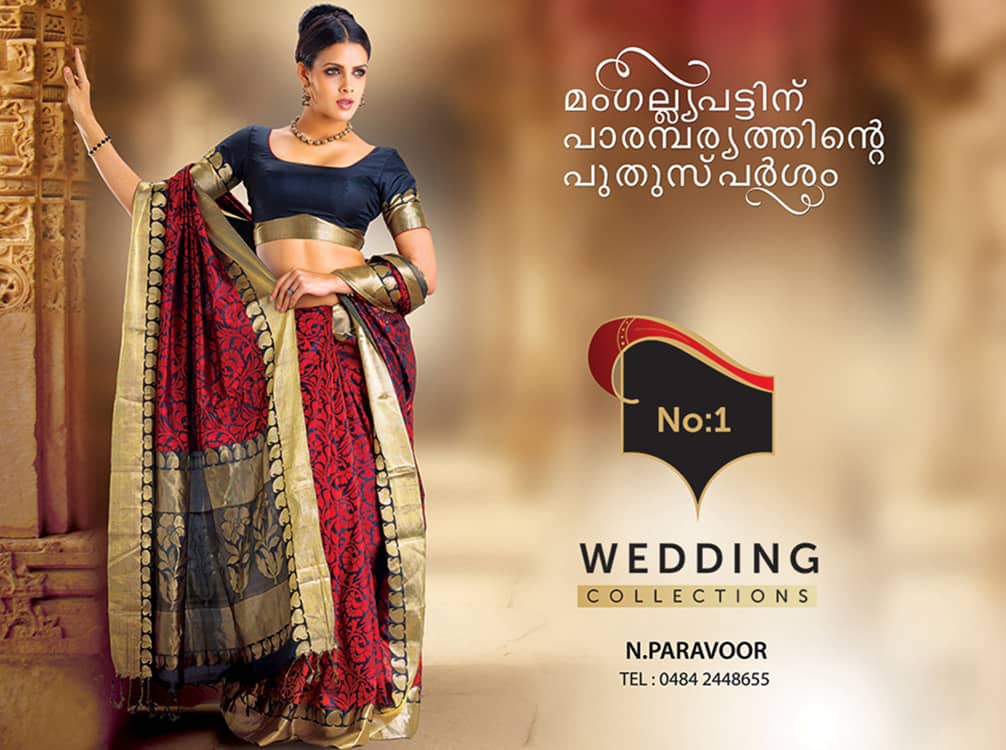 മംഗല്ല്യപട്ടിന്
പാരമ്പര്യത്തിന്റെ
പുതുസ്പർശം
No:1
WEDDING
COLLECTIONS
N.PARAVOOR
TEL : 0484 2448655